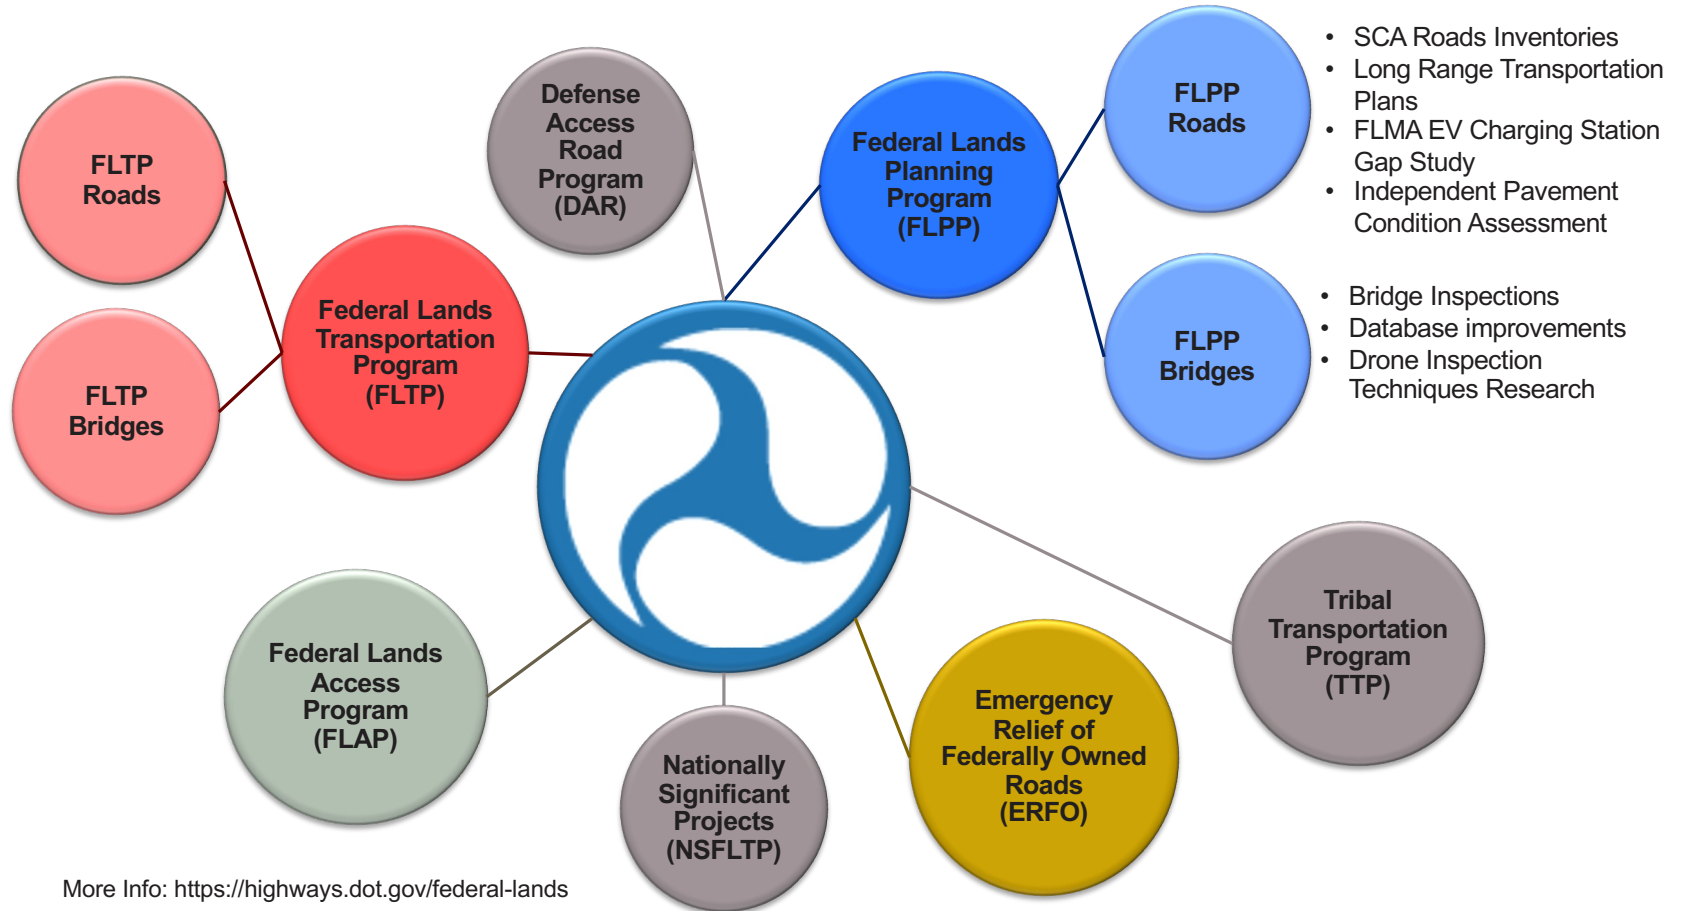 FLTP
Roads
FLTP
Bridges
Federal Lands
Transportation
Program
(FLTP)
Defense
Access
Road
Program
(DAR)
Federal Lands
Planning
Program
(FLPP)
FLPP
Roads
• SCA Roads Inventories
• Long Range Transportation
Plans
• FLMA EV Charging Station
Gap Study
• Independent Pavement
Condition Assessment
FLPP
Bridges
• Bridge Inspections
• Database improvements
• Drone Inspection
Techniques Research
Tribal
Transportation
Program
(TTP)
Emergency
Relief of
Federally Owned
Roads
(ERFO)
Nationally
Significant
Projects
(NSFLTP)
Federal Lands
Access
Program
(FLAP)
More Info: https://highways.dot.gov/federal-lands